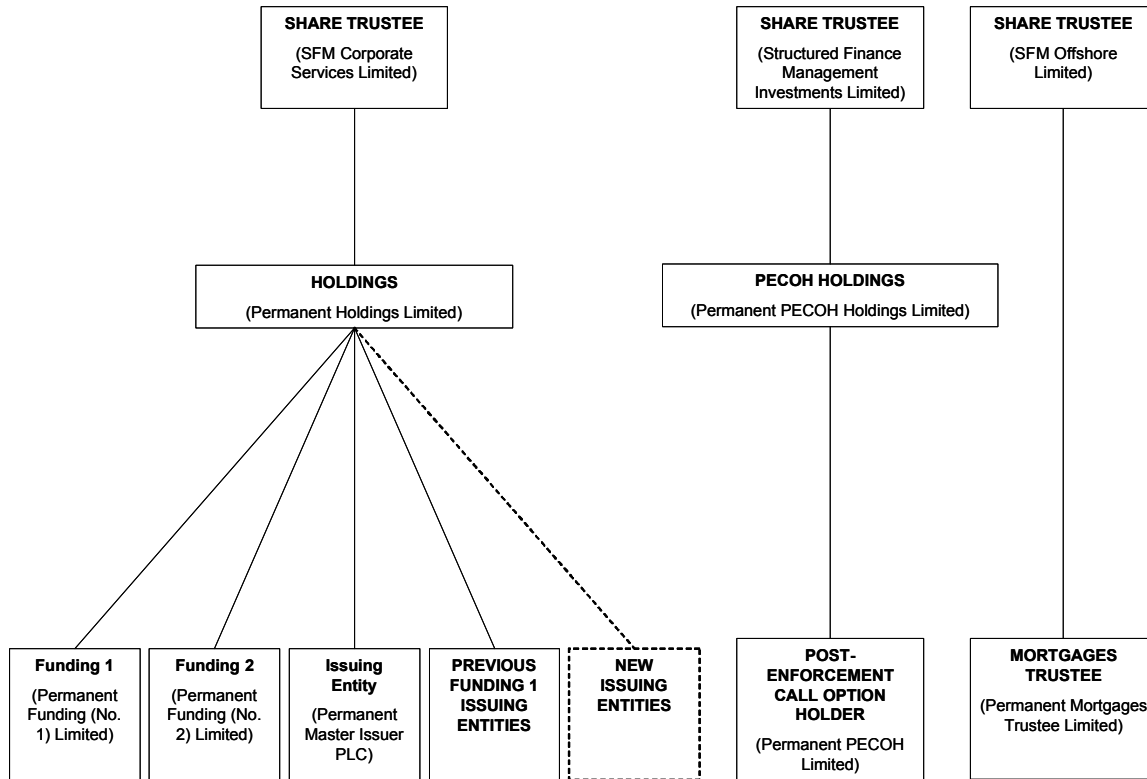 SHARE TRUSTEE
(SFM Corporate
Services Limited)
SHARE TRUSTEE
(Structured Finance
Management
Investments Limited)
SHARE TRUSTEE
(SFM Offshore
Limited)
HOLDINGS
(Permanent Holdings Limited)
PECOH HOLDINGS
(Permanent PECOH Holdings Limited)
Funding 1
(Permanent
Funding (No.
1) Limited)
Funding 2
(Permanent
Funding (No.
2) Limited)
Issuing
Entity
(Permanent
Master Issuer
PLC)
PREVIOUS
FUNDING 1
ISSUING
ENTITIES
NEW
ISSUING
ENTITIES
POST-
ENFORCEMENT
CALL OPTION
HOLDER
(Permanent PECOH
Limited)
MORTGAGES
TRUSTEE
(Permanent Mortgages
Trustee Limited)